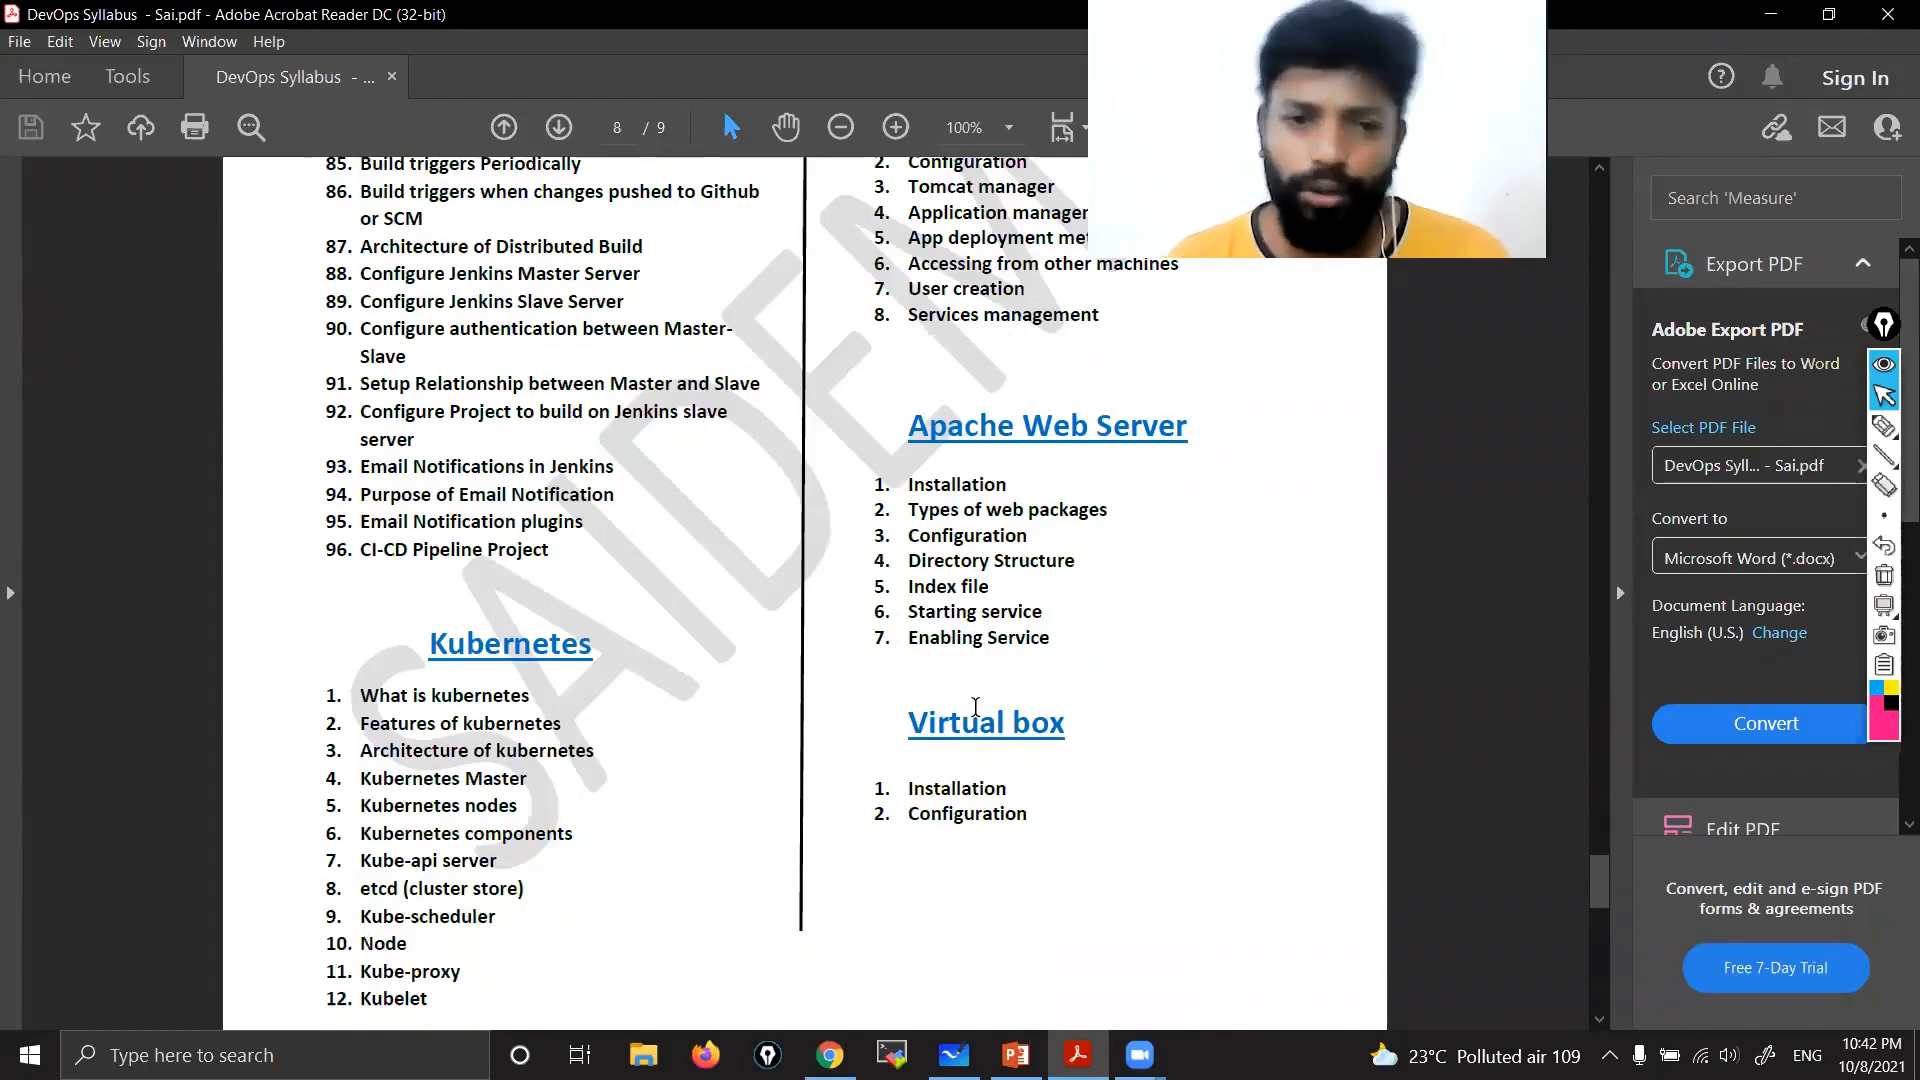 DevOps Syllabus - Sai.pdf - Adobe Acrobat Reader DC (32-bit)
File Edit View Sign Window Help
Home Tools DevOps Syllabus - ... × Sign In
8 / 9 100%
85. Build triggers Periodically
86. Build triggers when changes pushed to Github
or SCM
87. Architecture of Distributed Build
88. Configure Jenkins Master Server
89. Configure Jenkins Slave Server
90. Configure authentication between Master-
Slave
91. Setup Relationship between Master and Slave
92. Configure Project to build on Jenkins slave
server
93. Email Notifications in Jenkins
94. Purpose of Email Notification
95. Email Notification plugins
96. CI-CD Pipeline Project
Kubernetes
1. What is kubernetes
2. Features of kubernetes
3. Architecture of kubernetes
4. Kubernetes Master
5. Kubernetes nodes
6. Kubernetes components
7. Kube-api server
8. etcd (cluster store)
9. Kube-scheduler
10. Node
11. Kube-proxy
12. Kubelet
2. Configuration
3. Tomcat manager
4. Application manager
5. App deployment
6. Accessing from other machines
7. User creation
8. Services management
Apache Web Server
1. Installation
2. Types of web packages
3. Configuration
4. Directory Structure
5. Index file
6. Starting service
7. Enabling Service
Virtual box
1. Installation
2. Configuration
SAIDEM
Search 'Measure'
Export PDF
Adobe Export PDF
Convert PDF Files to Word
or Excel Online
Select PDF File
DevOps Syll... - Sai.pdf
Convert to
Microsoft Word (*.docx)
Document Language:
English (U.S.) Change
Convert
Edit PDF
Convert, edit and e-sign PDF
forms & agreements
Free 7-Day Trial
Type here to search
23°C Polluted air 109
ENG
10:42 PM
10/8/2021